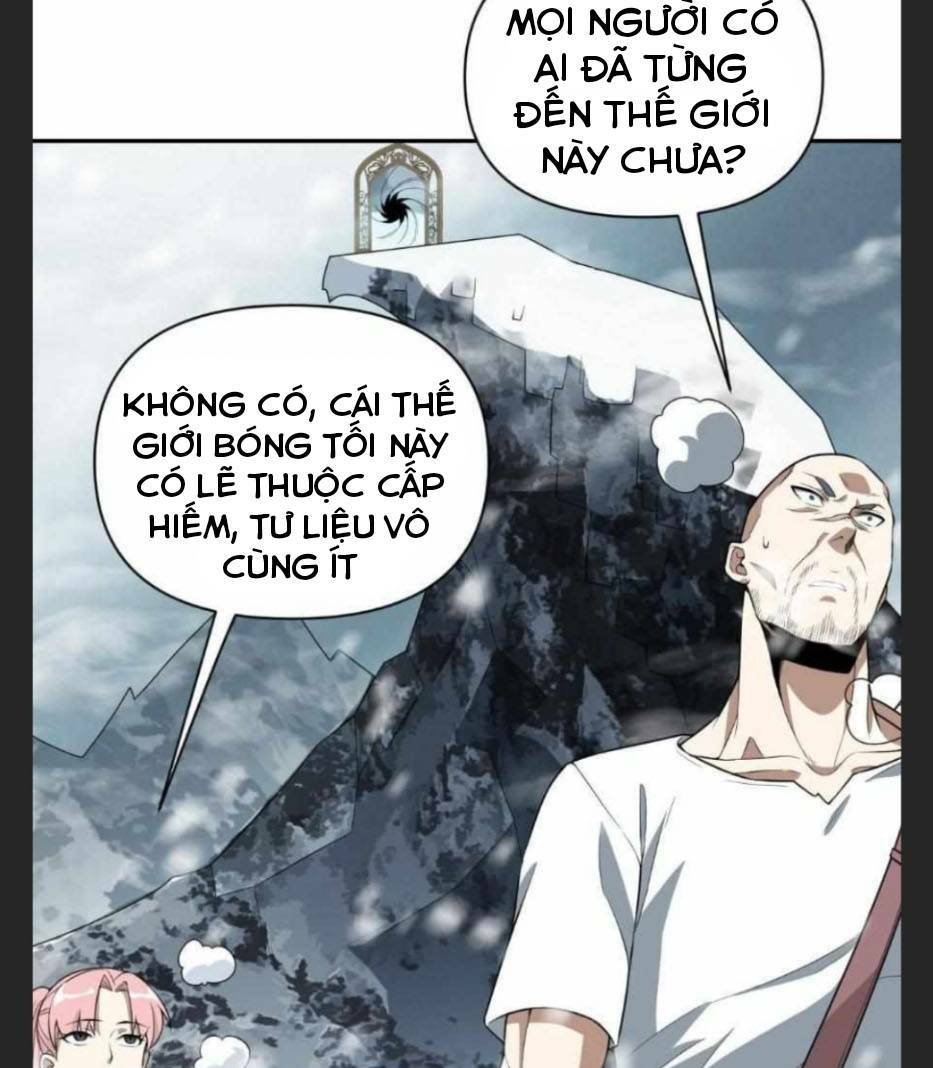 MỌI NGƯỜI CÓ
AI ĐÃ TỪNG
ĐẾN THẾ GIỚI
NÀY CHƯA?
KHÔNG CÓ, CÁI THẾ
GIỚI BÓNG TỐI NÀY
CÓ LẼ THUỘC CẤP
HIẾM, TƯ LIỆU VÔ
CÙNG ÍT